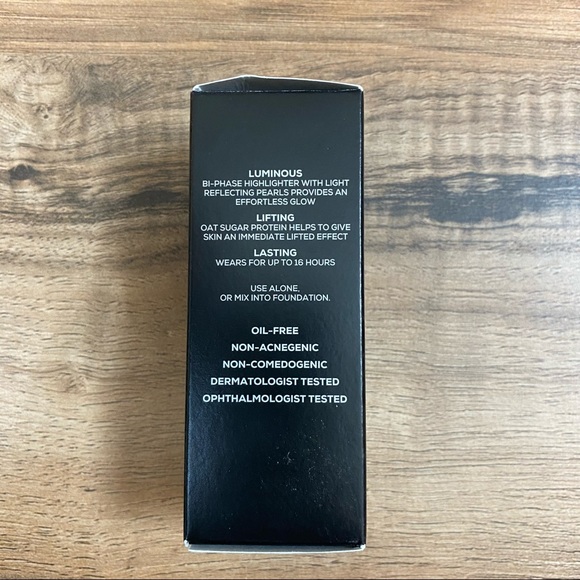 LUMINOUS
BI-PHASE HIGHLIGHTER WITH LIGHT
REFLECTING PEARLS PROVIDES AN
EFFORTLESS GLOW
LIFTING
OAT SUGAR PROTEIN HELPS TO GIVE
SKIN AN IMMEDIATE LIFTED EFFECT
LASTING
WEARS FOR UP TO 16 HOURS
USE ALONE,
OR MIX INTO FOUNDATION.
OIL-FREE
NON-ACNEGENIC
NON-COMEDOGENIC
DERMATOLOGIST TESTED
OPHTHALMOLOGIST TESTED